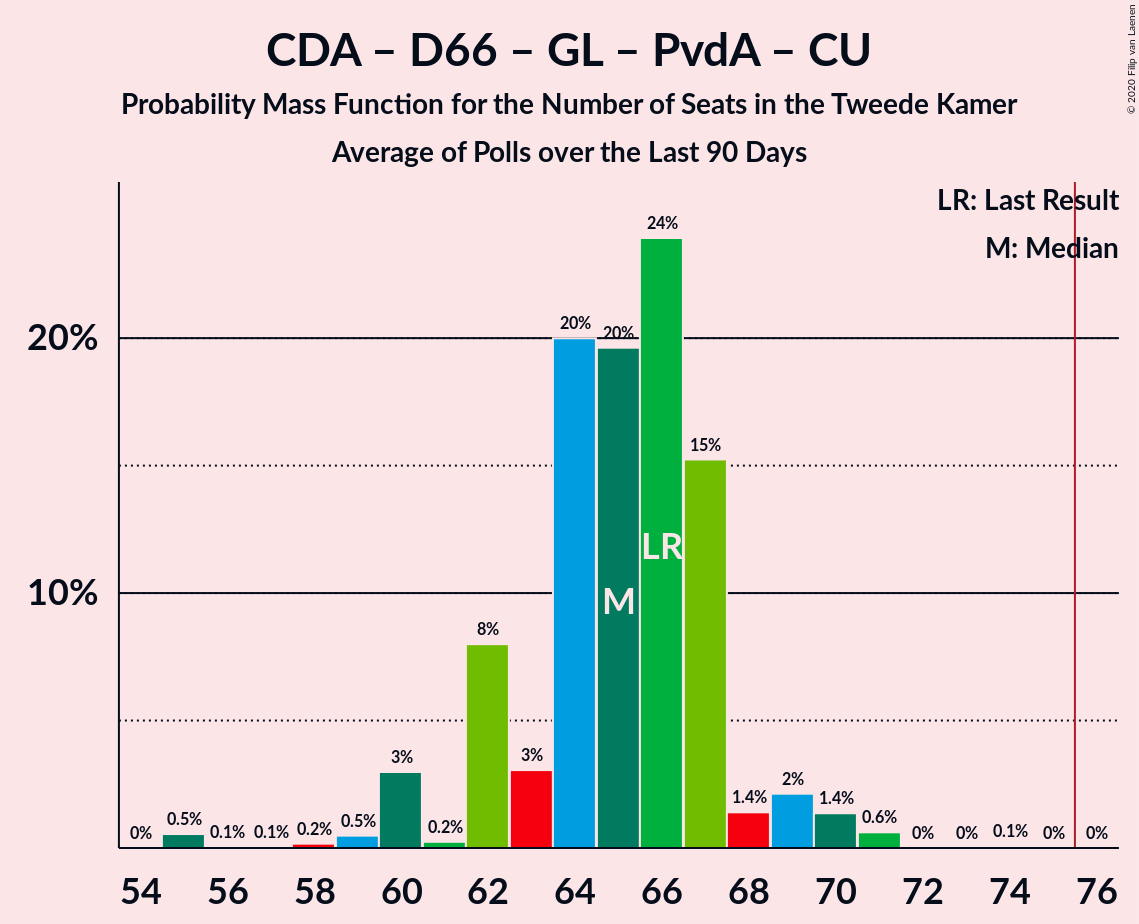 CDA – D66 – GL – PvdA – CU
Probability Mass Function for the Number of Seats in the Tweede Kamer
Average of Polls over the Last 90 Days
© 2020 Filip van Laenen
LR: Last Result
M: Median
20%
10%
0%
0.5%
0.1%
0.1%
0.2%
0.5%
3%
0.2%
8%
3%
20%
20%
24%
15%
1.4%
2%
1.4%
0.6%
0%
0%
0.1%
0%
0%
M
LR
54 56 58 60 62 64 66 68 70 72 74 76